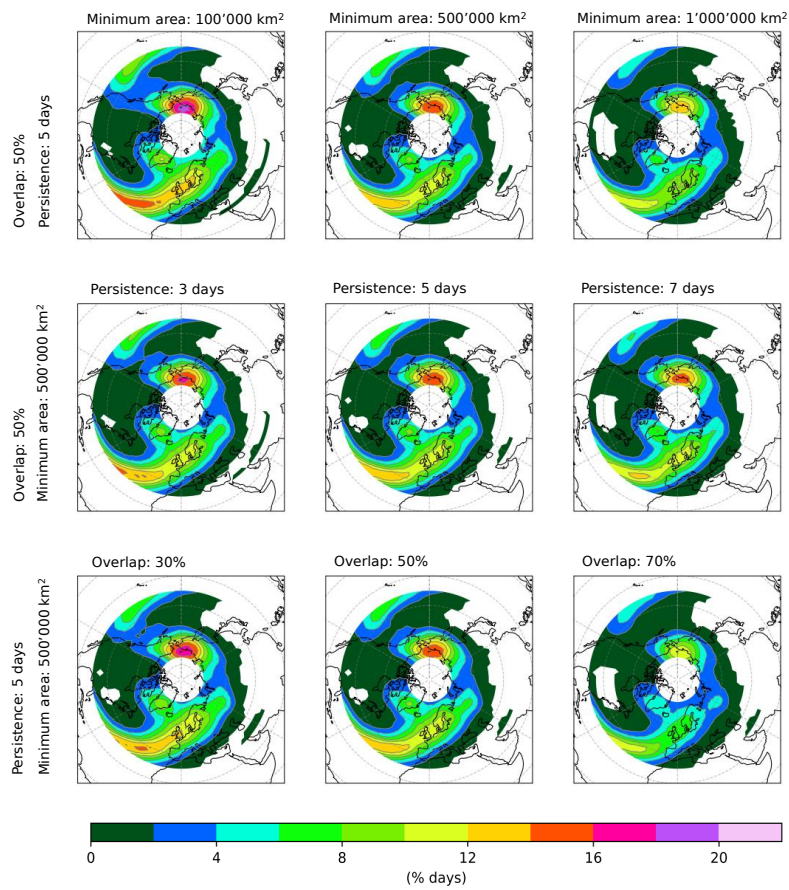 Minimum area: 100’000 km²
Minimum area: 500’000 km²
Minimum area: 1’000’000 km²
Overlap: 50%
Persistence: 5 days
Persistence: 3 days
Persistence: 5 days
Persistence: 7 days
Overlap: 50%
Minimum area: 500’000 km²
Overlap: 30%
Overlap: 50%
Overlap: 70%
Persistence: 5 days
Minimum area: 500’000 km²
0 4 8 12 16 20
(% days)